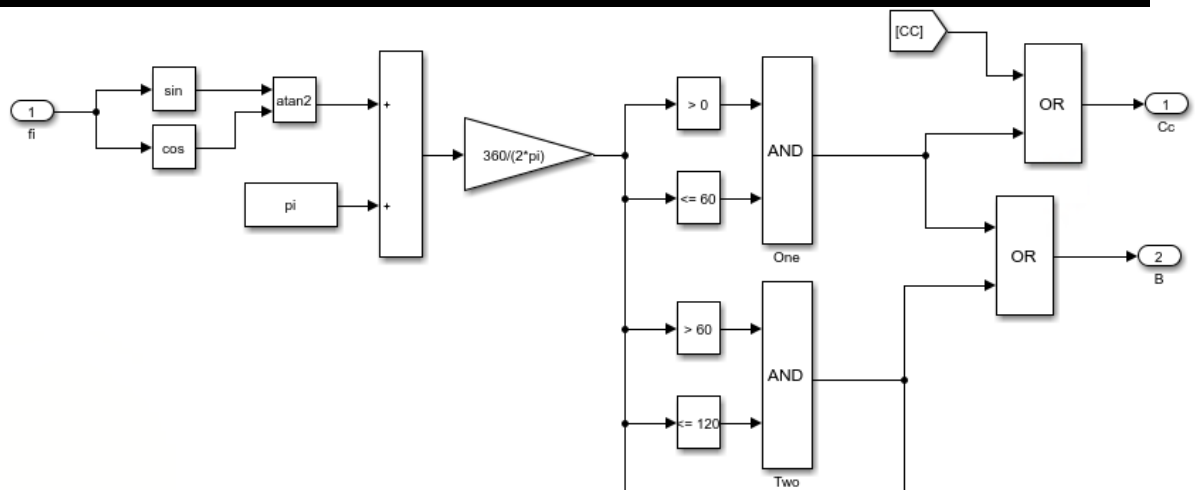 [CC]
1
fi
sin
cos
atan2
pi
+
+
360/(2*pi)
> 0
<= 60
AND
One
OR
1
Cc
OR
2
B
> 60
<= 120
AND
Two